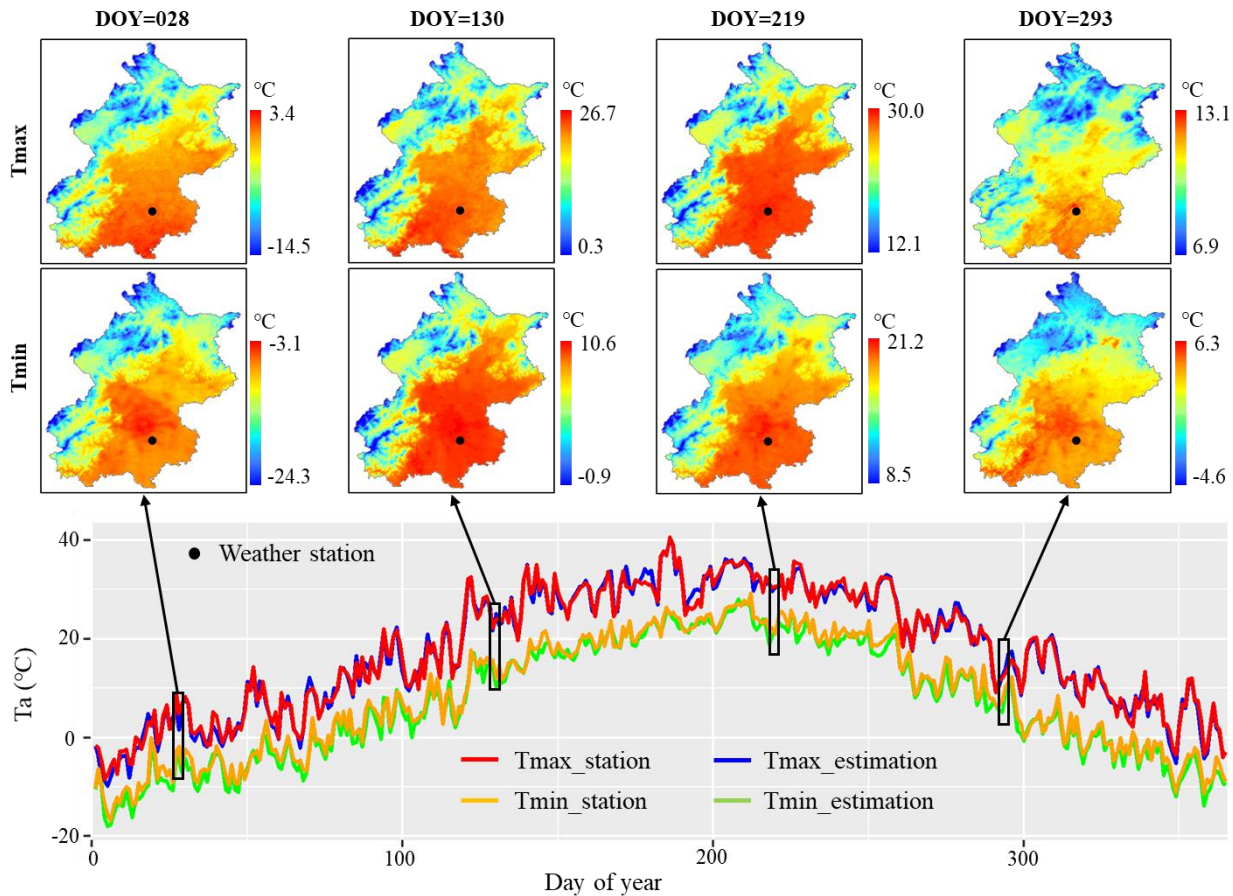 DOY=028 DOY=130 DOY=219 DOY=293
Tmax
°C 3.4 -14.5
°C 26.7 0.3
°C 30.0 12.1
°C 13.1 6.9
Tmin
°C -3.1 -24.3
°C 10.6 -0.9
°C 21.2 8.5
°C 6.3 -4.6
Weather station
Ta (°C)
40
20
0
-20
Tmax_station Tmax_estimation
Tmin_station Tmin_estimation
0 100 200 300
Day of year